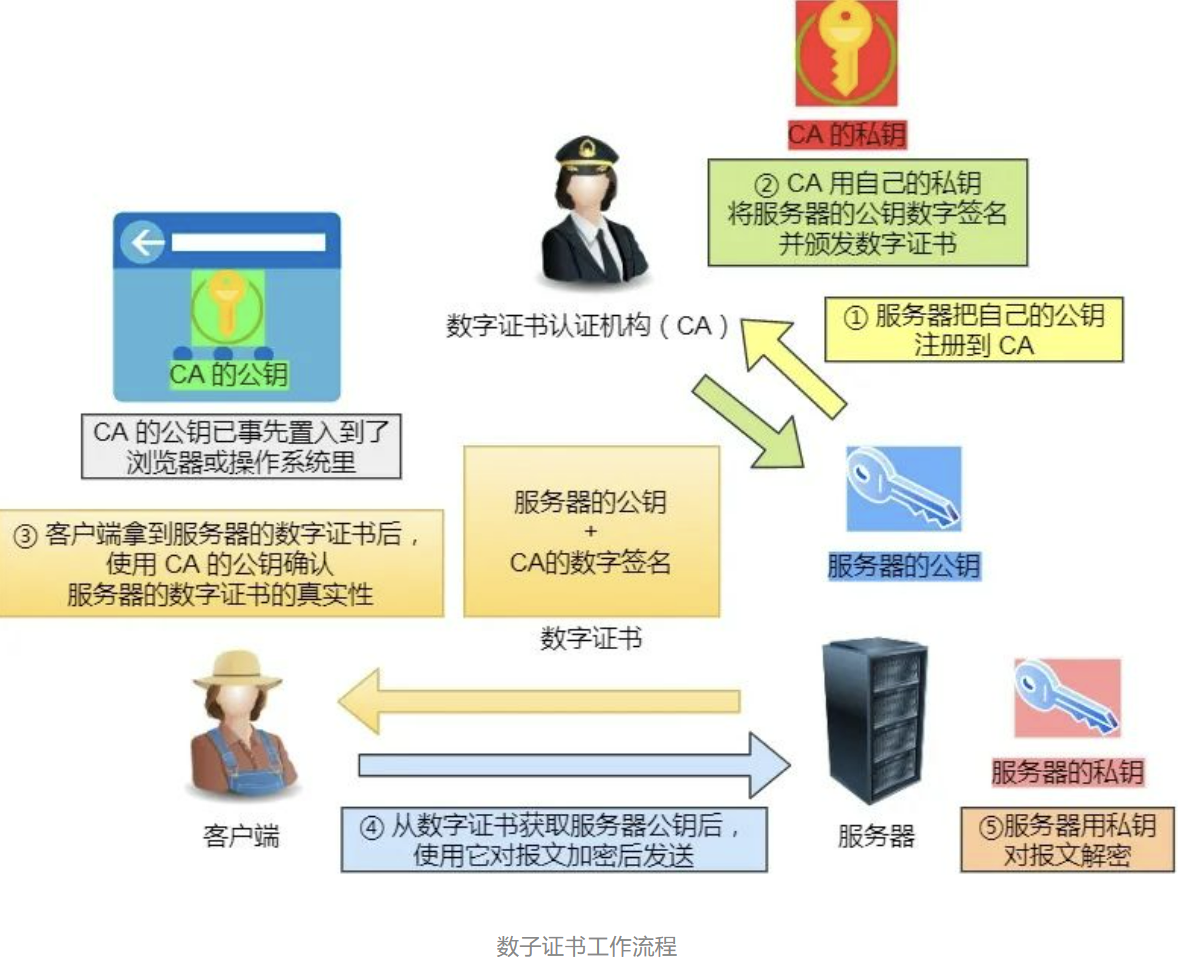 CA 的私钥
② CA 用自己的私钥
将服务器的公钥数字签名
并颁发数字证书
数字证书认证机构（CA）
① 服务器把自己的公钥
注册到 CA
CA 的公钥
CA 的公钥已事先置入到了
浏览器或操作系统里
③ 客户端拿到服务器的数字证书后，
使用 CA 的公钥确认
服务器的数字证书的真实性
服务器的公钥
+
CA的数字签名
数字证书
服务器的公钥
服务器的私钥
客户端
④ 从数字证书获取服务器公钥后，
使用它对报文加密后发送
服务器
⑤服务器用私钥
对报文解密
数子证书工作流程